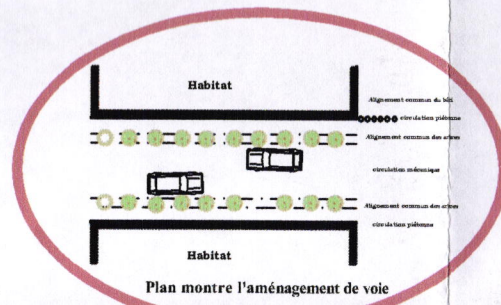 Habitat
Alignement commun du bâti
circulation piétonne
Alignement commun des arbres
circulation mécanique
Alignement commun des arbres
circulation piétonne
Habitat
Plan montre l'aménagement de voie